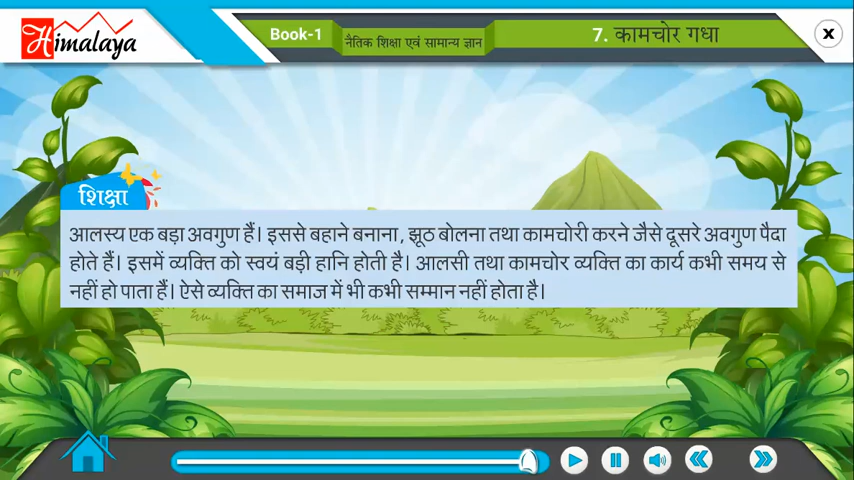 Himalaya
Book-1
नैतिक शिक्षा एवं सामान्य ज्ञान
7. कामचोर गधा
X
शिक्षा
आलस्य एक बड़ा अवगुण हैं। इससे बहाने बनाना, झूठ बोलना तथा कामचोरी करने जैसे दूसरे अवगुण पैदा
होते हैं। इसमें व्यक्ति को स्वयं बड़ी हानि होती है। आलसी तथा कामचोर व्यक्ति का कार्य कभी समय से
नहीं हो पाता हैं। ऐसे व्यक्ति का समाज में भी कभी सम्मान नहीं होता है।